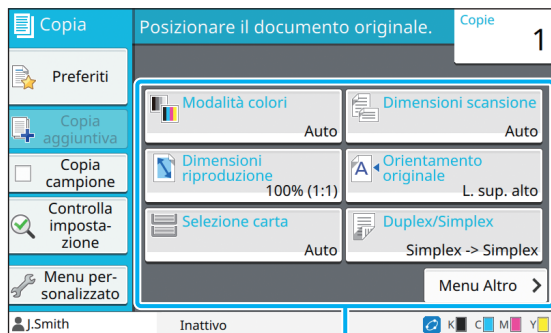 Copia
Posizionare il documento originale.
Copie
1
Preferiti
Copia
aggiuntiva
Copia
campione
Controlla
imposta-
zione
Menu per-
sonalizzato
Modalità colori
Auto
Dimensioni scansione
Auto
Dimensioni
riproduzione
100% (1:1)
Orientamento
originale
L. sup. alto
Selezione carta
Auto
Duplex/Simplex
Simplex -> Simplex
Menu Altro
J.Smith
Inattivo
K C M Y